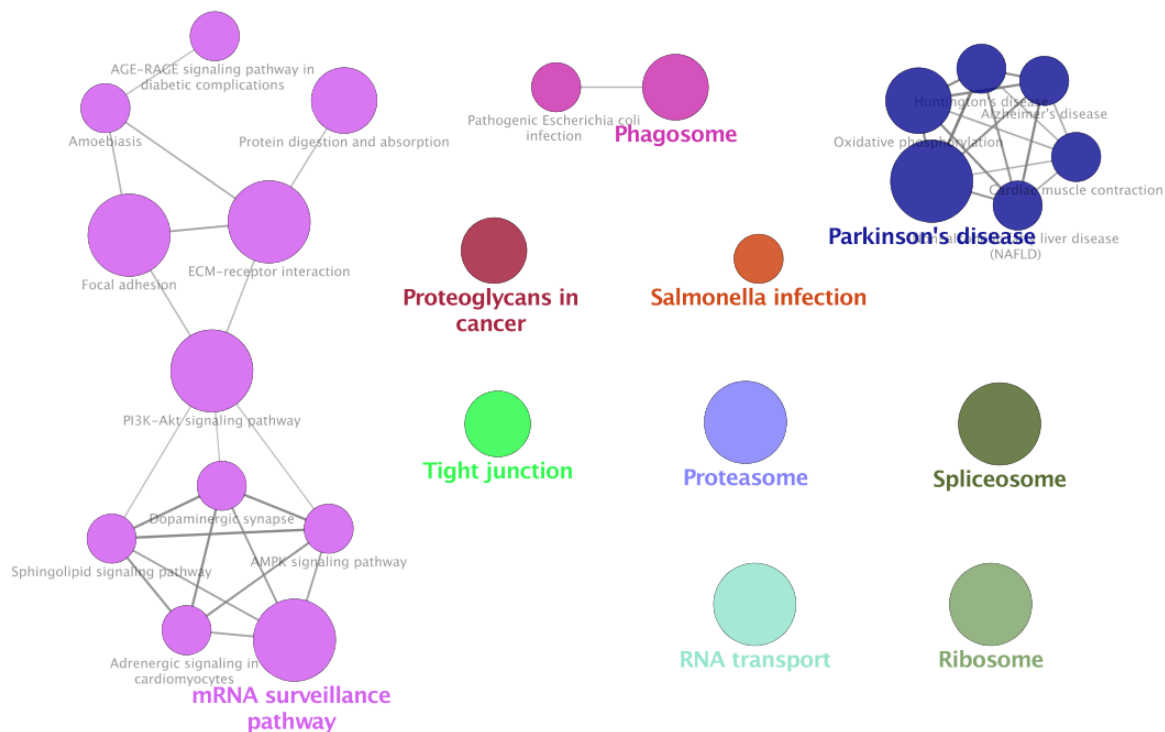 AGE-RAGE signaling pathway in
diabetic complications
Amoebiasis
Protein digestion and absorption
Pathogenic Escherichia coli
infection
Phagosome
Huntington's disease
Alzheimer's disease
Oxidative phosphorylation
Cardiac muscle contraction
Parkinson's disease
liver disease
(NAFLD)
Focal adhesion
ECM-receptor interaction
Proteoglycans in
cancer
Salmonella infection
PI3K-Akt signaling pathway
Tight junction
Proteasome
Spliceosome
Dopaminergic synapse
Sphingolipid signaling pathway
AMPK signaling pathway
Adrenergic signaling in
cardiomyocytes
mRNA surveillance
pathway
RNA transport
Ribosome